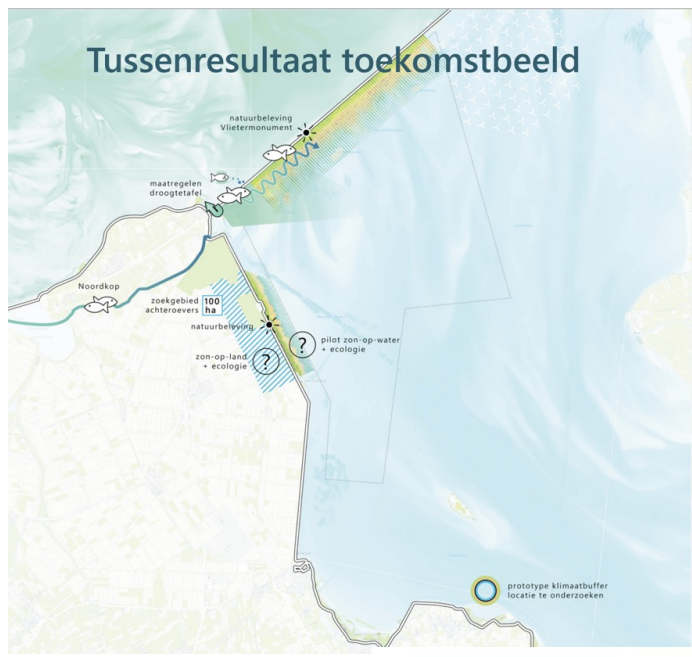 Tussenresultaat toekomstbeeld
natuurbeleving
Vlietermonument
maatregelen
droogtetafel
Noordkop
zoekgebied
achteroevers
100
ha
natuurbeleving
zon-op-land
+ ecologie
?
?
pilot zon-op-water
+ ecologie
prototype klimaatbuffer
locatie te onderzoeken